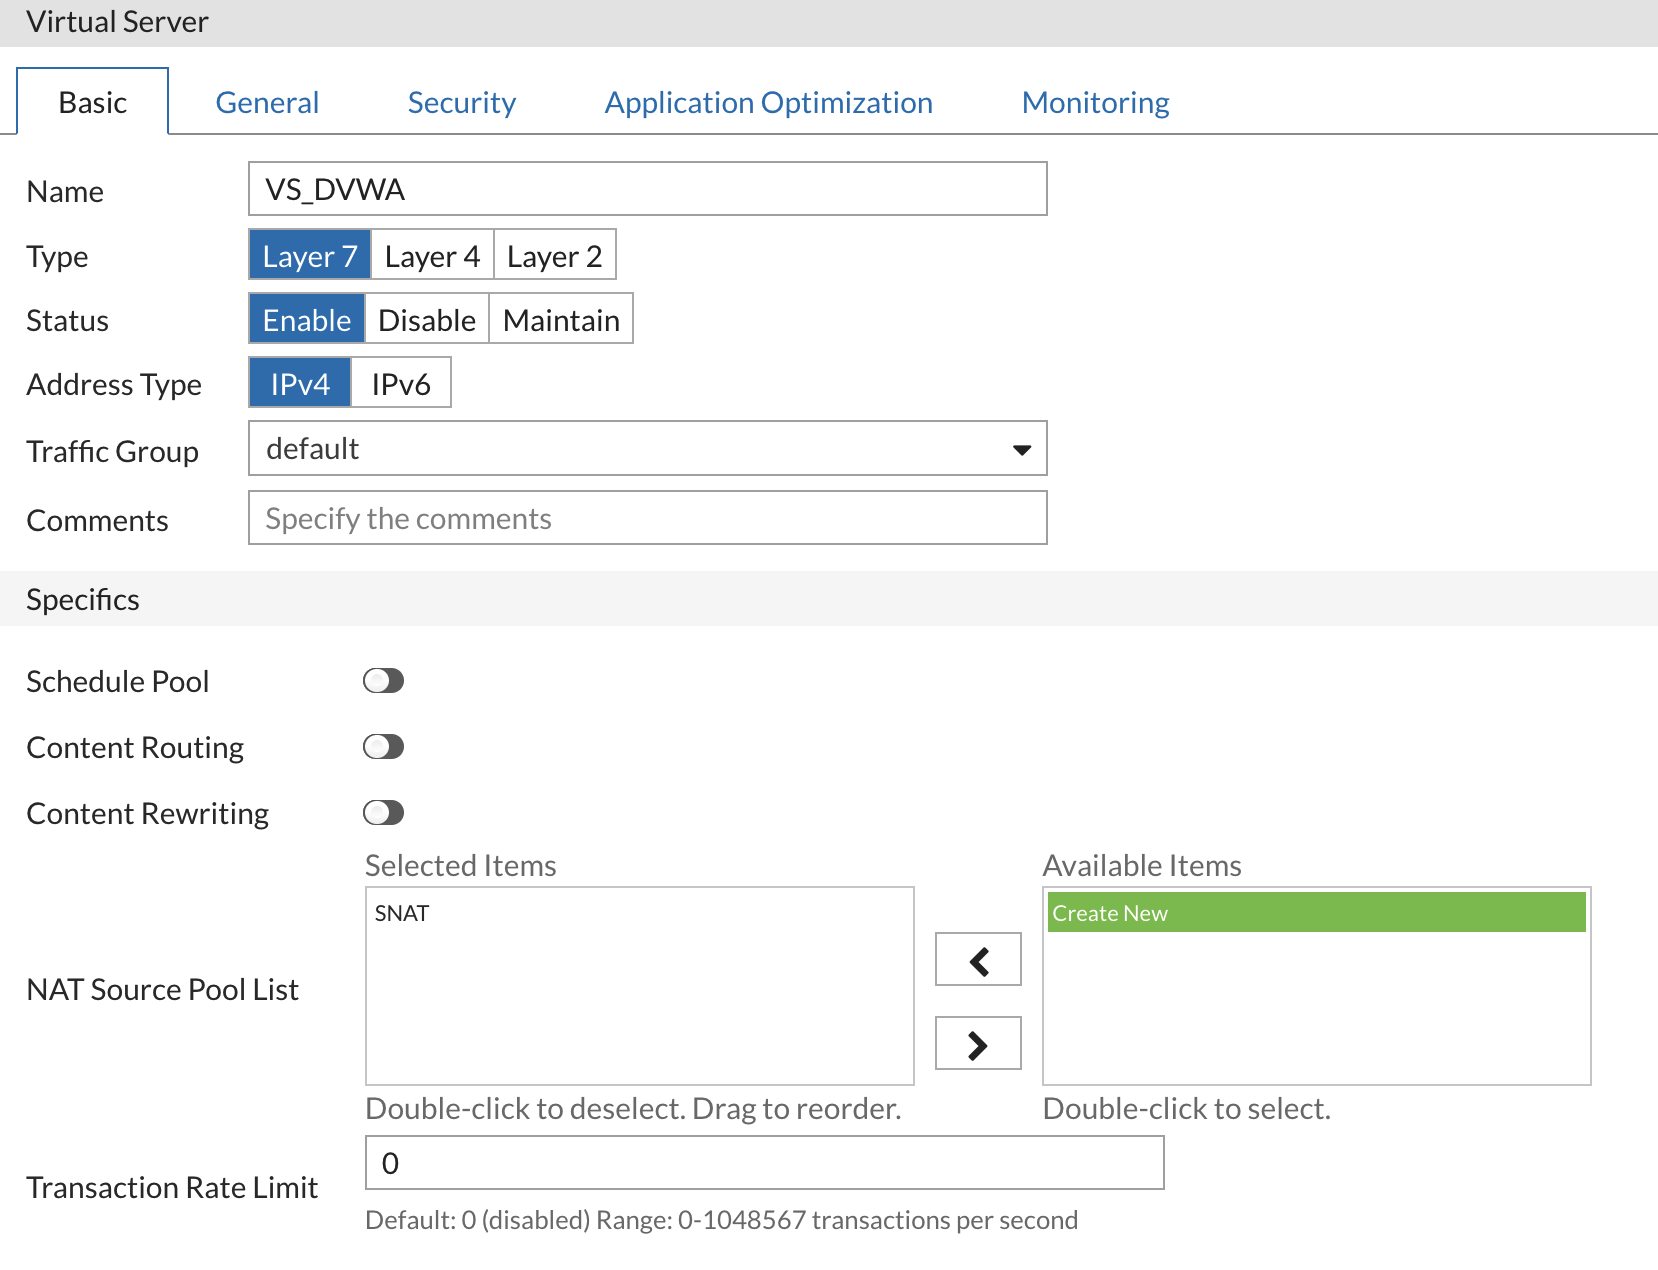 Virtual Server
Basic General Security Application Optimization Monitoring
Name VS_DVWA
Type Layer 7 Layer 4 Layer 2
Status Enable Disable Maintain
Address Type IPv4 IPv6
Traffic Group default
Comments Specify the comments
Specifics
Schedule Pool
Content Routing
Content Rewriting
Selected Items Available Items
SNAT Create New
NAT Source Pool List
Double-click to deselect. Drag to reorder. Double-click to select.
Transaction Rate Limit 0
Default: 0 (disabled) Range: 0-1048567 transactions per second